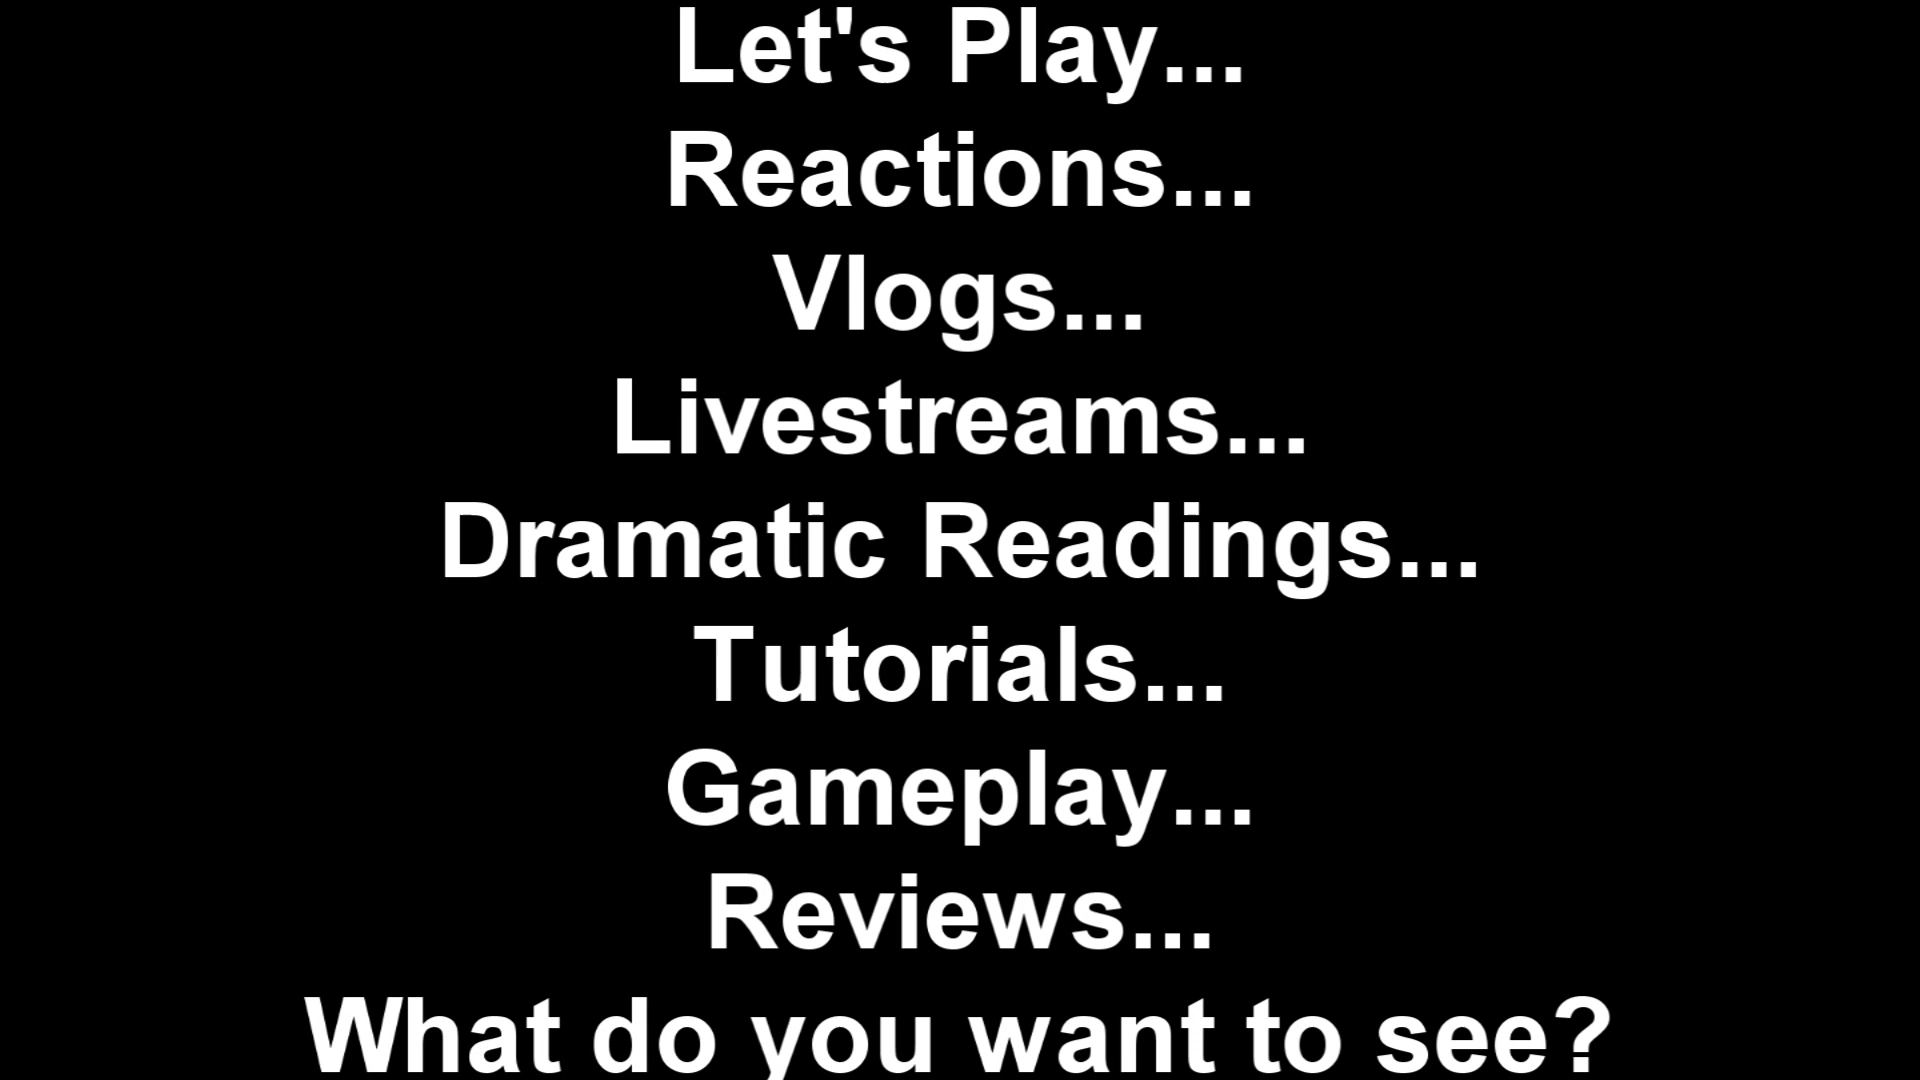 Let's Play...
Reactions...
Vlogs...
Livestreams...
Dramatic Readings...
Tutorials...
Gameplay...
Reviews...
What do you want to see?